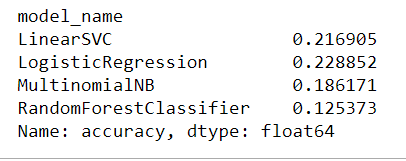 model_name
LinearSVC 0.216905
LogisticRegression 0.228852
MultinomialNB 0.186171
RandomForestClassifier 0.125373
Name: accuracy, dtype: float64